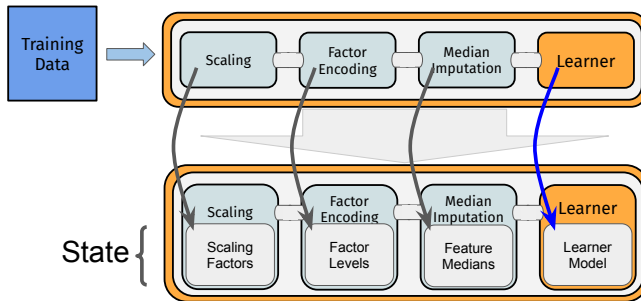 Training
Data
Scaling
Factor
Encoding
Median
Imputation
Learner
Scaling
Factor
Encoding
Median
Imputation
Learner
State
Scaling
Factors
Factor
Levels
Feature
Medians
Learner
Model